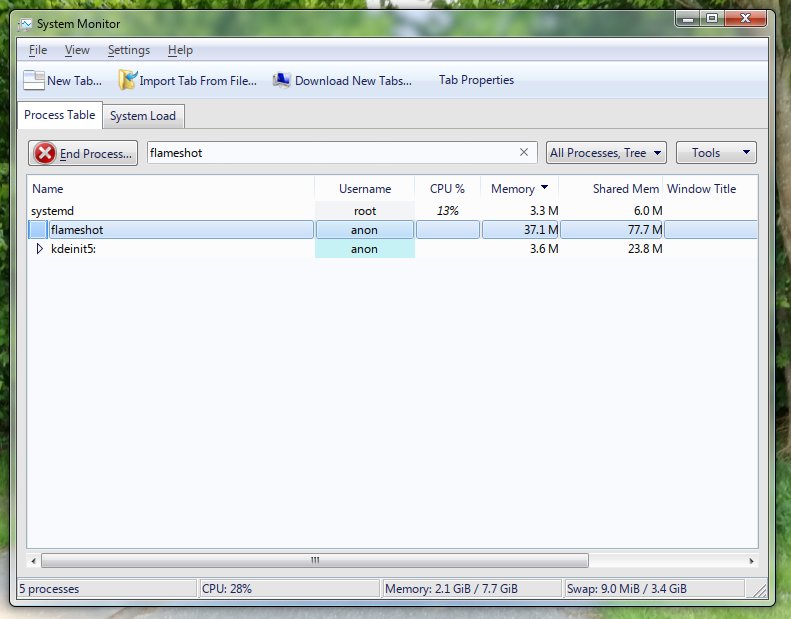 System Monitor
File View Settings Help
New Tab... Import Tab From File... Download New Tabs... Tab Properties
Process Table System Load
End Process... flameshot All Processes, Tree Tools
Name Username CPU % Memory Shared Mem Window Title
systemd root 13% 3.3 M 6.0 M
flameshot anon 37.1 M 77.7 M
kdeinit5: anon 3.6 M 23.8 M
5 processes CPU: 28% Memory: 2.1 GiB / 7.7 GiB Swap: 9.0 MiB / 3.4 GiB